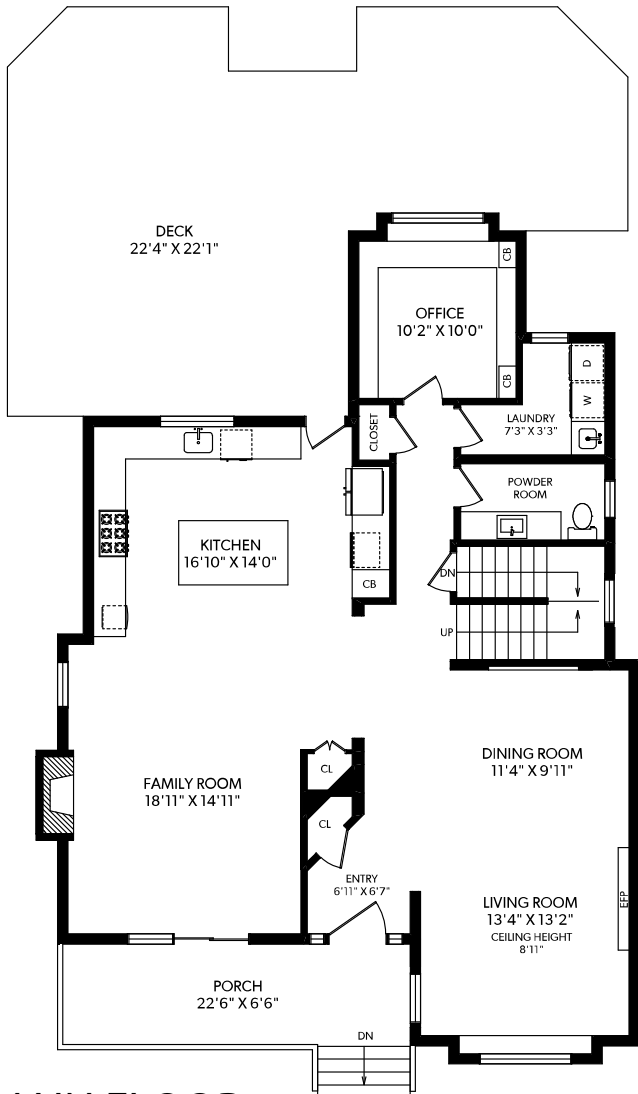 DECK
22'4" X 22'1"
CB
OFFICE
10'2" X 10'0"
CB
D
W
CLOSET
LAUNDRY
7'3" X 3'3"
POWDER
ROOM
KITCHEN
16'10" X 14'0"
CB
DN
UP
DINING ROOM
11'4" X 9'11"
CL
FAMILY ROOM
18'11" X 14'11"
CL
ENTRY
6'11" X 6'7"
LIVING ROOM
13'4" X 13'2"
CEILING HEIGHT
8'11"
EFP
PORCH
22'6" X 6'6"
DN